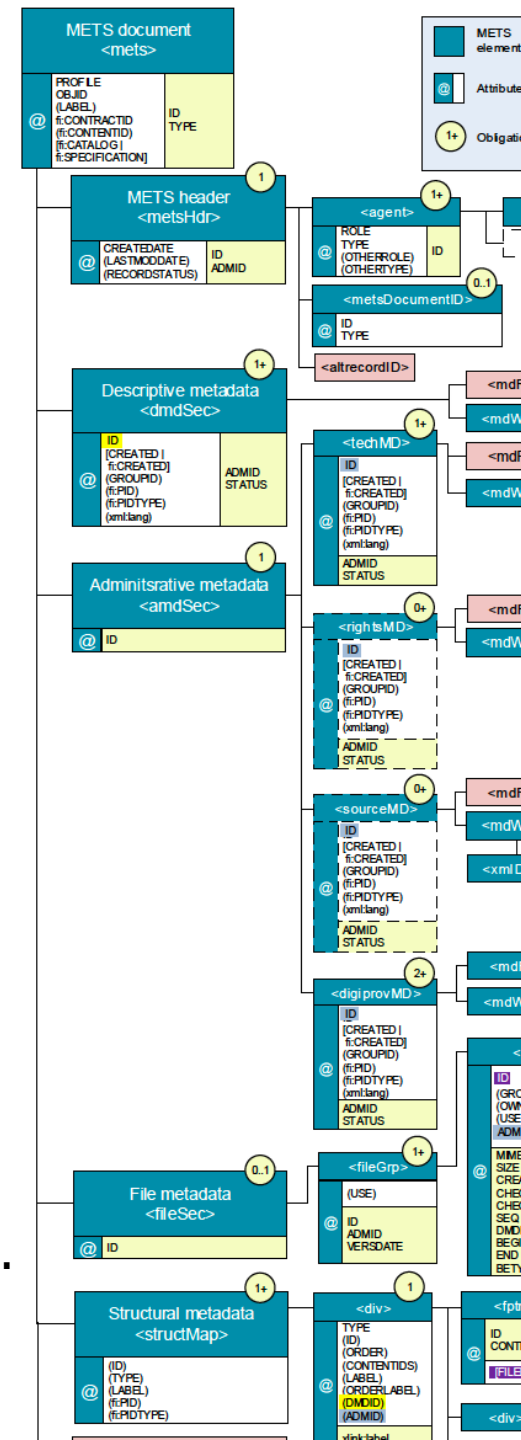 METS document
<mets>
@
PROFILE
OBJID
(LABEL)
fi:CONTRACTID
(fi:CONTENTID)
[fi:CATALOG |
fi:SPECIFICATION]
ID
TYPE
METS
element
@
Attribute
1+
1
METS header
<metsHdr>
@
CREATEDATE
(LASTMODDATE)
(RECORDSTATUS)
ID
ADMID
1+
<agent>
@
ROLE
TYPE
(OTHERROLE)
(OTHERTYPE)
ID
0..1
<metsDocumentID>
@
ID
TYPE
<altrecordID>
1+
Descriptive metadata
<dmdSec>
@
ID
[CREATED |
fi:CREATED]
(GROUPID)
(fi:PID)
(fi:PIDTYPE)
(xml:lang)
ADMID
STATUS
1+
<techMD>
@
ID
[CREATED |
fi:CREATED]
(GROUPID)
(fi:PID)
(fi:PIDTYPE)
(xml:lang)
ADMID
STATUS
1
Adminitsrative metadata
<amdSec>
@
ID
0+
<rightsMD>
@
ID
[CREATED |
fi:CREATED]
(GROUPID)
(fi:PID)
(fi:PIDTYPE)
(xml:lang)
ADMID
STATUS
0+
<sourceMD>
@
ID
[CREATED |
fi:CREATED]
(GROUPID)
(fi:PID)
(fi:PIDTYPE)
(xml:lang)
ADMID
STATUS
2+
<digiprovMD>
@
ID
[CREATED |
fi:CREATED]
(GROUPID)
(fi:PID)
(fi:PIDTYPE)
(xml:lang)
ADMID
STATUS
@
ID
SIZE
SEQ
END
0..1
File metadata
<fileSec>
@
ID
1+
<fileGrp>
@
(USE)
ID
ADMID
VERSDATE
1+
Structural metadata
<structMap>
@
(ID)
(TYPE)
(LABEL)
(fi:PID)
(fi:PIDTYPE)
1
<div>
@
TYPE
(ID)
(ORDER)
(CONTENTIDS)
(LABEL)
(ORDERLABEL)
(DMDID)
(ADMID)
xlink:label
@
ID
<div>